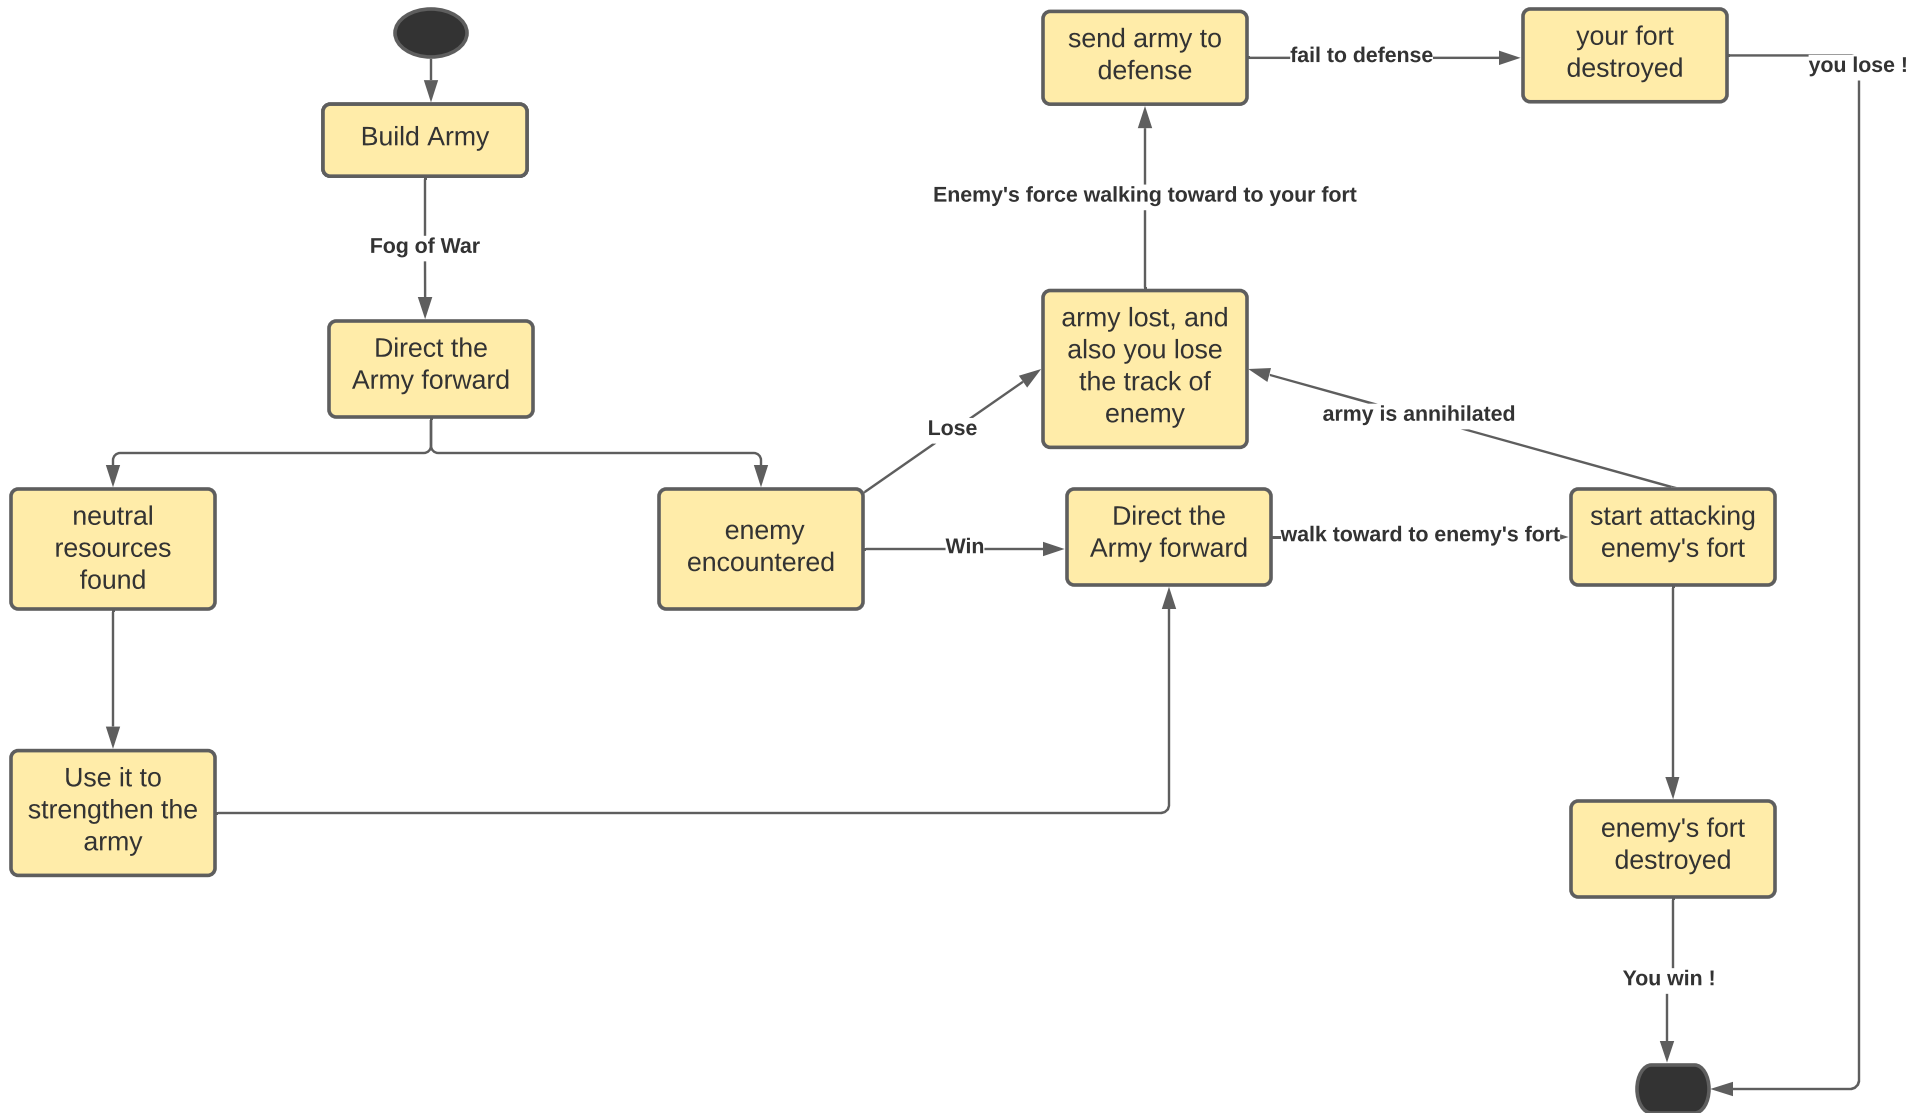 Build Army
Fog of War
Direct the
Army forward
neutral
resources
found
Use it to
strengthen the
army
enemy
encountered
Lose
Win
send army to
defense
fail to defense
your fort
destroyed
you lose !
Enemy's force walking toward to your fort
army lost, and
also you lose
the track of
enemy
army is annihilated
Direct the
Army forward
walk toward to enemy's fort
start attacking
enemy's fort
enemy's fort
destroyed
You win !